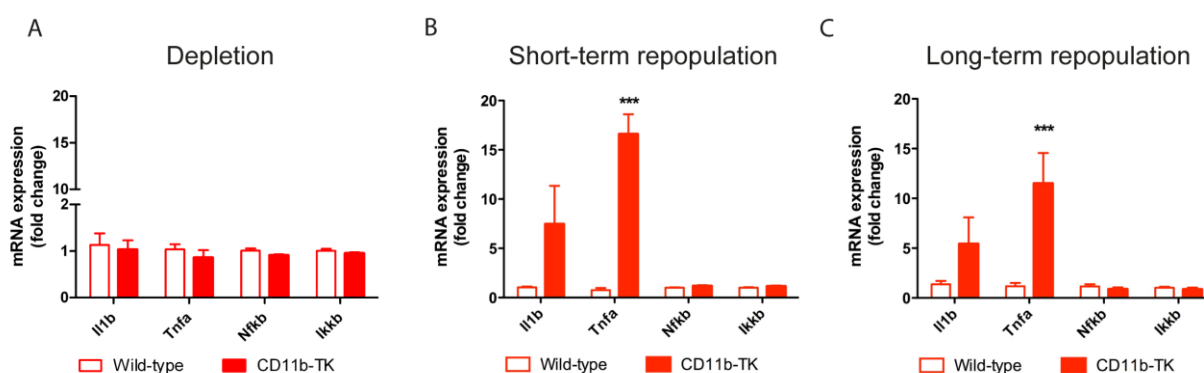 A
Depletion
mRNA expression
(fold change)
20
15
10
2
1
0
Il1b
Tnfa
Nfkb
Ikkb
Wild-type
CD11b-TK
B
Short-term repopulation
mRNA expression
(fold change)
20
15
10
5
0
***
Il1b
Tnfa
Nfkb
Ikkb
Wild-type
CD11b-TK
C
Long-term repopulation
mRNA expression
(fold change)
20
15
10
5
0
***
Il1b
Tnfa
Nfkb
Ikkb
Wild-type
CD11b-TK